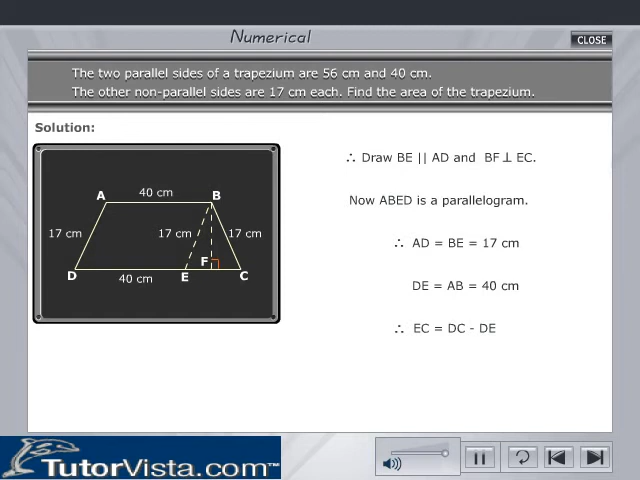 Numerical
CLOSE
The two parallel sides of a trapezium are 56 cm and 40 cm.
The other non-parallel sides are 17 cm each. Find the area of the trapezium.
Solution:
40 cm
A
B
17 cm
17 cm
17 cm
F
D
E
C
40 cm
∴ Draw BE || AD and BF ⊥ EC.
Now ABED is a parallelogram.
∴ AD = BE = 17 cm
DE = AB = 40 cm
∴ EC = DC - DE
TutorVista.com™